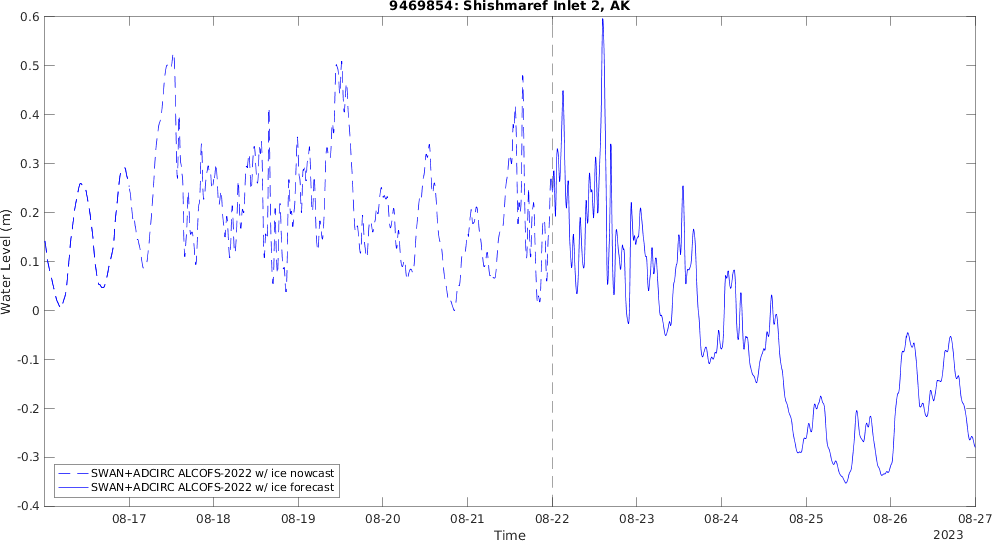 9469854: Shishmaref Inlet 2, AK
Water Level (m)
0.6
0.5
0.4
0.3
0.2
0.1
0
-0.1
-0.2
-0.3
-0.4
SWAN+ADCIRC ALCOFS-2022 w/ ice nowcast
SWAN+ADCIRC ALCOFS-2022 w/ ice forecast
08-17 08-18 08-19 08-20 08-21 08-22 08-23 08-24 08-25 08-26 08-27
Time
2023